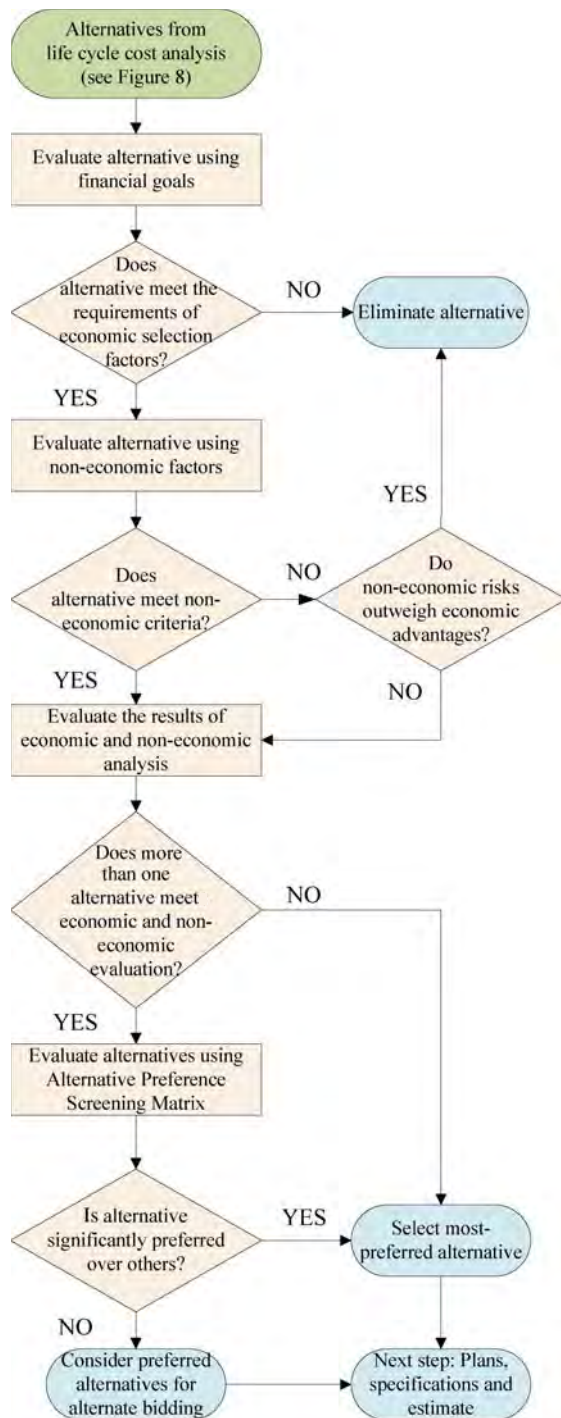 Alternatives from
life cycle cost analysis
(see Figure 8)
Evaluate alternative using
financial goals
Does
alternative meet the
requirements of
economic selection
factors?
NO
Eliminate alternative
YES
Evaluate alternative using
non-economic factors
YES
Does
alternative meet non-
economic criteria?
NO
Do
non-economic risks
outweigh economic
advantages?
YES
NO
Evaluate the results of
economic and non-economic
analysis
Does more
than one
alternative meet
economic and non-
economic
evaluation?
NO
YES
Evaluate alternatives using
Alternative Preference
Screening Matrix
Is alternative
significantly preferred
over others?
YES
Select most-
preferred alternative
NO
Consider preferred
alternatives for
alternate bidding
Next step: Plans,
specifications and
estimate